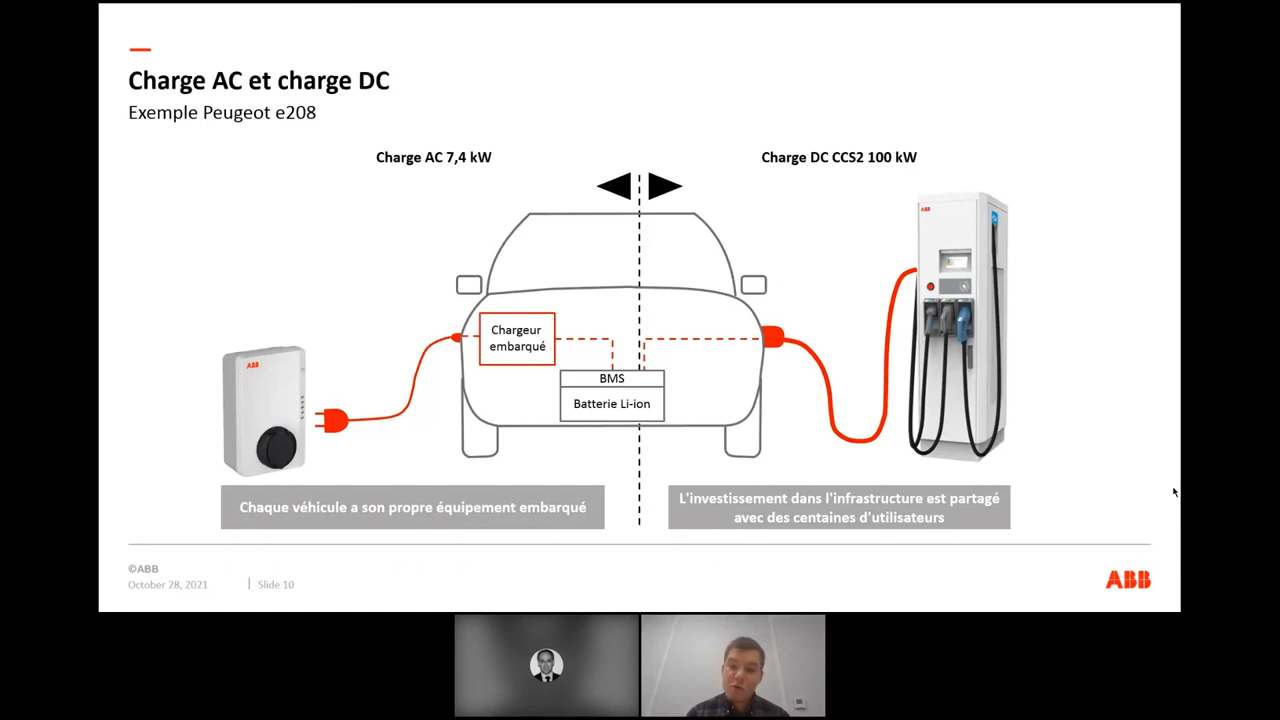 Charge AC et charge DC
Exemple Peugeot e208
Charge AC 7,4 kW
Charge DC CCS2 100 kW
ABB
Chargeur
embarqué
ABB
BMS
Batterie Li-ion
Chaque véhicule a son propre équipement embarqué
L'investissement dans l'infrastructure est partagé
avec des centaines d'utilisateurs
©ABB
October 28, 2021
Slide 10
ABB